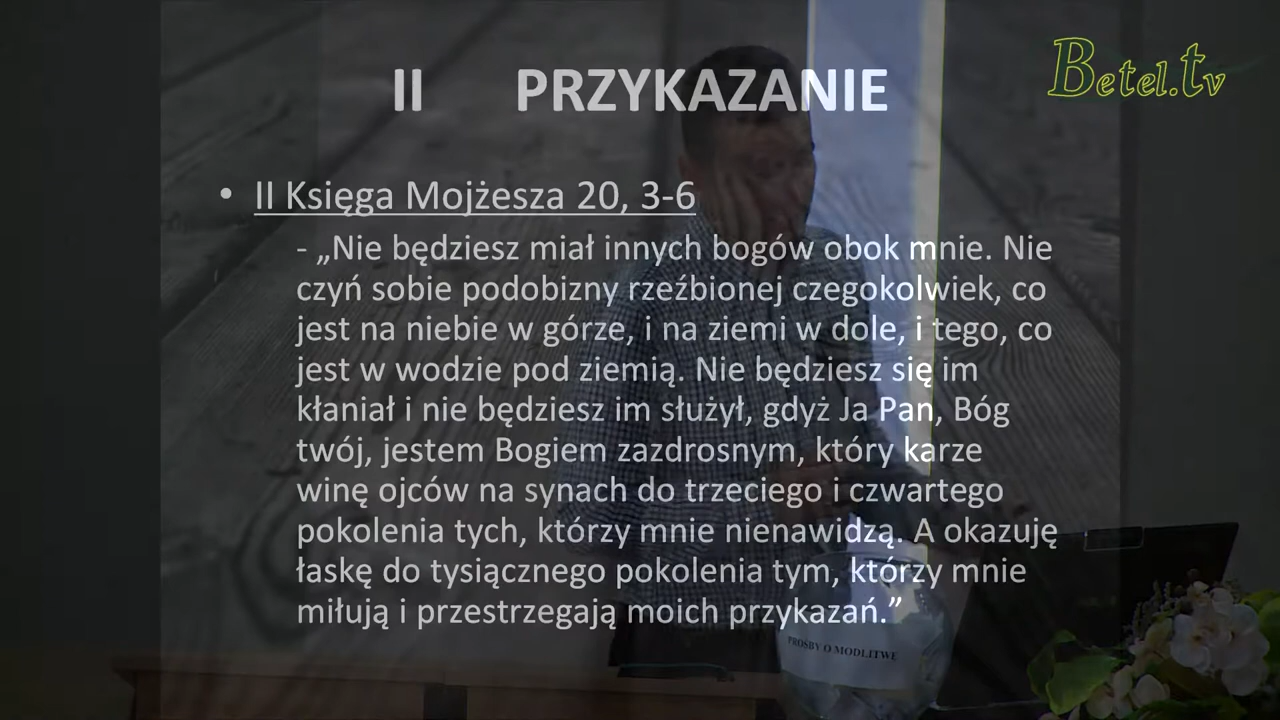 Betel.tv
II PRZYKAZANIE
• II Księga Mojżesza 20, 3-6
- „Nie będziesz miał innych bogów obok mnie. Nie
czyń sobie podobizny rzeźbionej czegokolwiek, co
jest na niebie w górze, i na ziemi w dole, i tego, co
jest w wodzie pod ziemią. Nie będziesz się im
kłaniał i nie będziesz im służył, gdyż Ja Pan, Bóg
twój, jestem Bogiem zazdrosnym, który karze
winę ojców na synach do trzeciego i czwartego
pokolenia tych, którzy mnie nienawidzą. A okazuję
łaskę do tysiącznego pokolenia tym, którzy mnie
miłują i przestrzegają moich przykazań.”
PROŚBY O MODLITWE